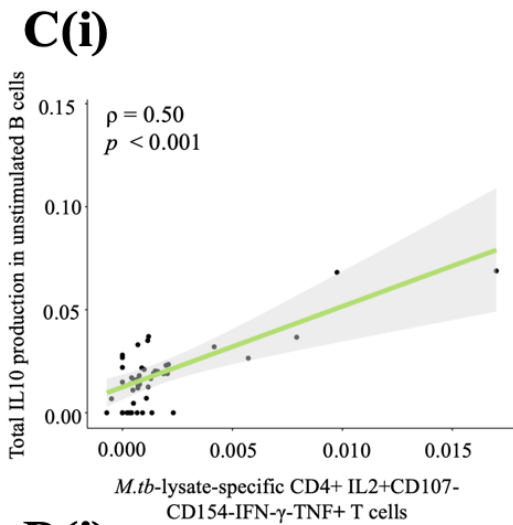 C(i)
Total IL10 production in unstimulated B cells
0.15
0.10
0.05
0.00
ρ = 0.50
p < 0.001
0.000 0.005 0.010 0.015
M.tb-lysate-specific CD4+ IL2+CD107-
CD154-IFN-γ-TNF+ T cells